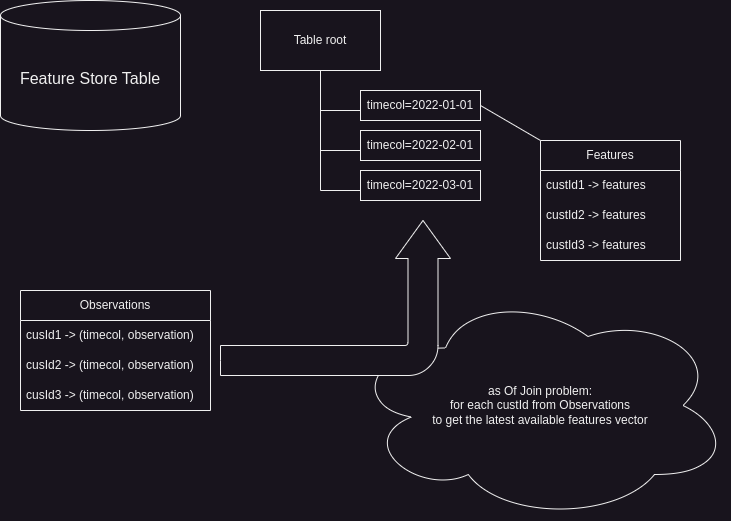 Feature Store Table
Table root
timecol=2022-01-01
timecol=2022-02-01
timecol=2022-03-01
Features
custId1 -> features
custId2 -> features
custId3 -> features
Observations
cusId1 -> (timecol, observation)
cusId2 -> (timecol, observation)
cusId3 -> (timecol, observation)
as Of Join problem:
for each custId from Observations
to get the latest available features vector